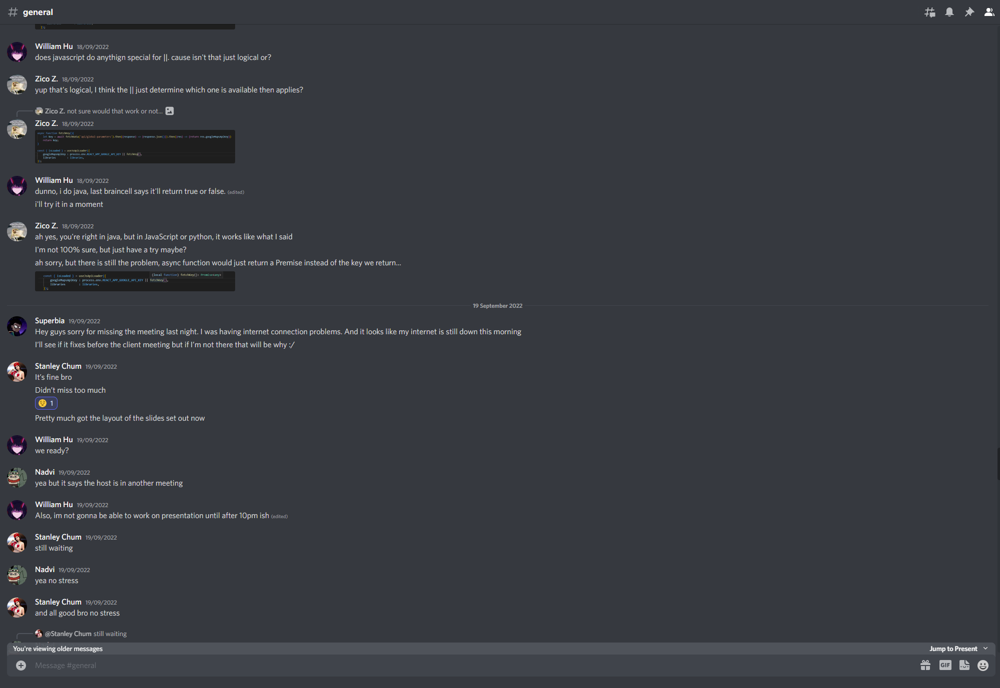 general
});
William Hu 18/09/2022
does javascript do anythign special for ||. cause isn't that just logical or?
Zico Z. 18/09/2022
yup that's logical, I think the || just determine which one is available then applies?
Zico Z. not sure would that work or not...
Zico Z. 18/09/2022
async function fetchKey(){
let key = await fetchData('api/global-parameters').then((response) => {response.json()}).then((res) => {return res.googleMapsApiKey})
return key;
}
const { isLoaded } = useJsApiLoader({
googleMapsApiKey : process.env.REACT_APP_GOOGLE_API_KEY || fetchKey(),
libraries : libraries,
});
William Hu 18/09/2022
dunno, i do java, last braincell says it'll return true or false. (edited)
i'll try it in a moment
Zico Z. 18/09/2022
ah yes, you're right in java, but in JavaScript or python, it works like what I said
I'm not 100% sure, but just have a try maybe?
ah sorry, but there is still the problem, async function would just return a Premise instead of the key we return...
const { isLoaded } = useJsApiLoader({ (local function) fetchKey(): Promise<any>
googleMapsApiKey : process.env.REACT_APP_GOOGLE_API_KEY || fetchKey(),
libraries : libraries,
});
19 September 2022
Superbia 19/09/2022
Hey guys sorry for missing the meeting last night. I was having internet connection problems. And it looks like my internet is still down this morning
I'll see if it fixes before the client meeting but if I'm not there that will be why :/
Stanley Chum 19/09/2022
It's fine bro
Didn't miss too much
1
Pretty much got the layout of the slides set out now
William Hu 19/09/2022
we ready?
Nadvi 19/09/2022
yea but it says the host is in another meeting
William Hu 19/09/2022
Also, im not gonna be able to work on presentation until after 10pm ish (edited)
Stanley Chum 19/09/2022
still waiting
Nadvi 19/09/2022
yea no stress
Stanley Chum 19/09/2022
and all good bro no stress
@Stanley Chum still waiting
You're viewing older messages Jump to Present
Message #general GIF